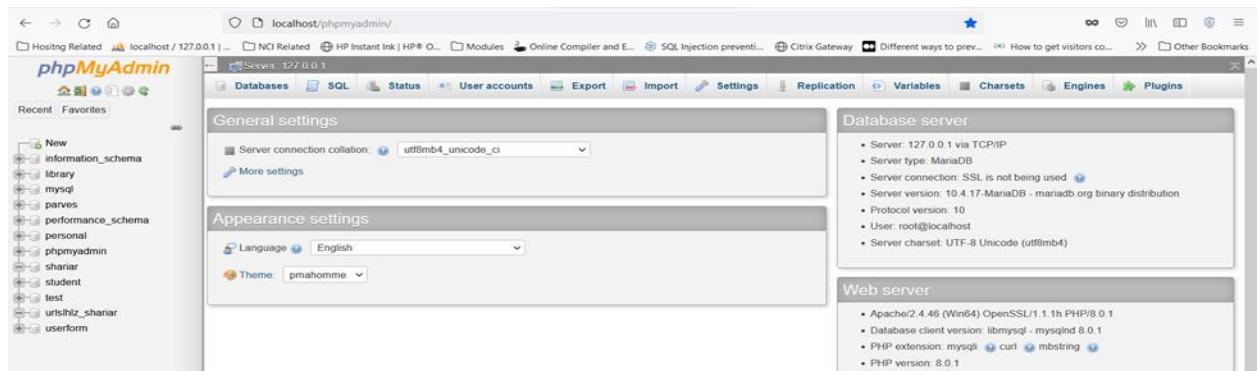 localhost/phpmyadmin/
Hositng Related localhost / 127.0.0.1 | ... NCI Related HP Instant Ink | HP® O... Modules Online Compiler and E... SQL Injection preventi... Citrix Gateway Different ways to prev... How to get visitors co... Other Bookmarks
phpMyAdmin
Recent Favorites
New
information_schema
library
mysql
parves
performance_schema
personal
phpmyadmin
shariar
student
test
urlslhlz_shariar
userform
Server: 127.0.0.1
Databases SQL Status User accounts Export Import Settings Replication Variables Charsets Engines Plugins
General settings
Server connection collation: utf8mb4_unicode_ci
More settings
Appearance settings
Language English
Theme: pmahomme
Database server
• Server: 127.0.0.1 via TCP/IP
• Server type: MariaDB
• Server connection: SSL is not being used
• Server version: 10.4.17-MariaDB - mariadb.org binary distribution
• Protocol version: 10
• User: root@localhost
• Server charset: UTF-8 Unicode (utf8mb4)
Web server
• Apache/2.4.46 (Win64) OpenSSL/1.1.1h PHP/8.0.1
• Database client version: libmysql - mysqlnd 8.0.1
• PHP extension: mysqli curl mbstring
• PHP version: 8.0.1